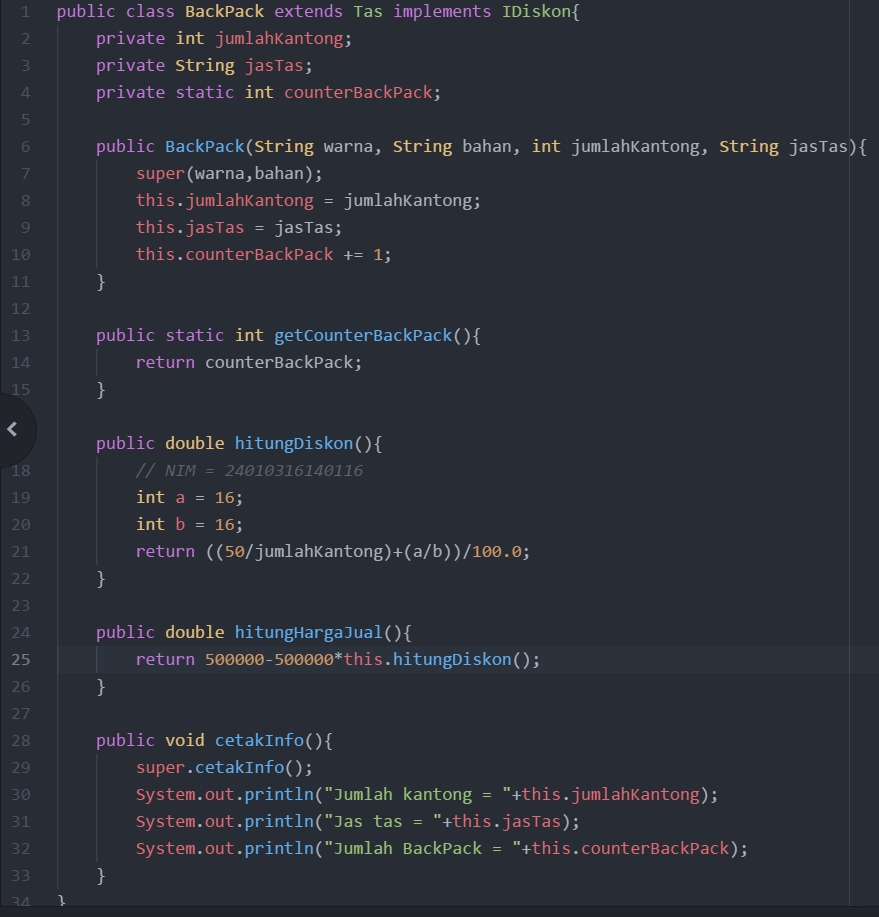 1 public class BackPack extends Tas implements IDiskon{
2     private int jumlahKantong;
3     private String jasTas;
4     private static int counterBackPack;
5
6     public BackPack(String warna, String bahan, int jumlahKantong, String jasTas){
7         super(warna,bahan);
8         this.jumlahKantong = jumlahKantong;
9         this.jasTas = jasTas;
10         this.counterBackPack += 1;
11     }
12
13     public static int getCounterBackPack(){
14         return counterBackPack;
15     }
public double hitungDiskon(){
18         // NIM = 24010316140116
19         int a = 16;
20         int b = 16;
21         return ((50/jumlahKantong)+(a/b))/100.0;
22     }
23
24     public double hitungHargaJual(){
25         return 500000-500000*this.hitungDiskon();
26     }
27
28     public void cetakInfo(){
29         super.cetakInfo();
30         System.out.println("Jumlah kantong = "+this.jumlahKantong);
31         System.out.println("Jas tas = "+this.jasTas);
32         System.out.println("Jumlah BackPack = "+this.counterBackPack);
33     }
34 }